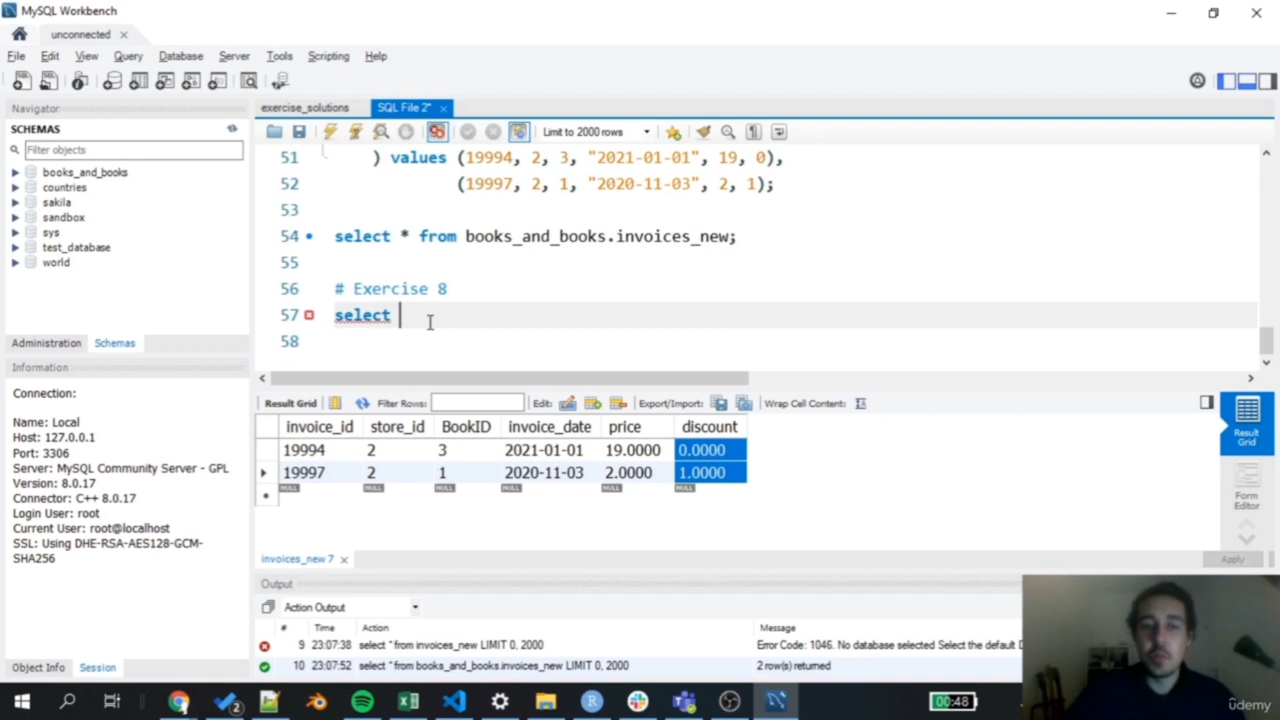 MySQL Workbench
unconnected
File Edit View Query Database Server Tools Scripting Help
Navigator
SCHEMAS
Filter objects
books_and_books
countries
sakila
sandbox
sys
test_database
world
Administration Schemas
Information
Connection:
Name: Local
Host: 127.0.0.1
Port: 3306
Server: MySQL Community Server - GPL
Version: 8.0.17
Connector: C++ 8.0.17
Login User: root
Current User: root@localhost
SSL: Using DHE-RSA-AES128-GCM-
SHA256
Object Info Session
exercise_solutions SQL File 2*
Limit to 2000 rows
51 ) values (19994, 2, 3, "2021-01-01", 19, 0),
52 (19997, 2, 1, "2020-11-03", 2, 1);
53
54 select * from books_and_books.invoices_new;
55
56 # Exercise 8
57 select
58
Result Grid Filter Rows: Edit: Export/Import: Wrap Cell Content:
invoice_id store_id BookID invoice_date price discount
19994 2 3 2021-01-01 19.0000 0.0000
19997 2 1 2020-11-03 2.0000 1.0000
NULL NULL NULL NULL NULL NULL
Result
Grid
Form
Editor
invoices_new 7
Apply
Output
Action Output
# Time Action Message
9 23:07:38 select * from invoices_new LIMIT 0, 2000 Error Code: 1046. No database selected Select the default D
10 23:07:52 select * from books_and_books.invoices_new LIMIT 0, 2000 2 row(s) returned
2
00:48
ûdemy